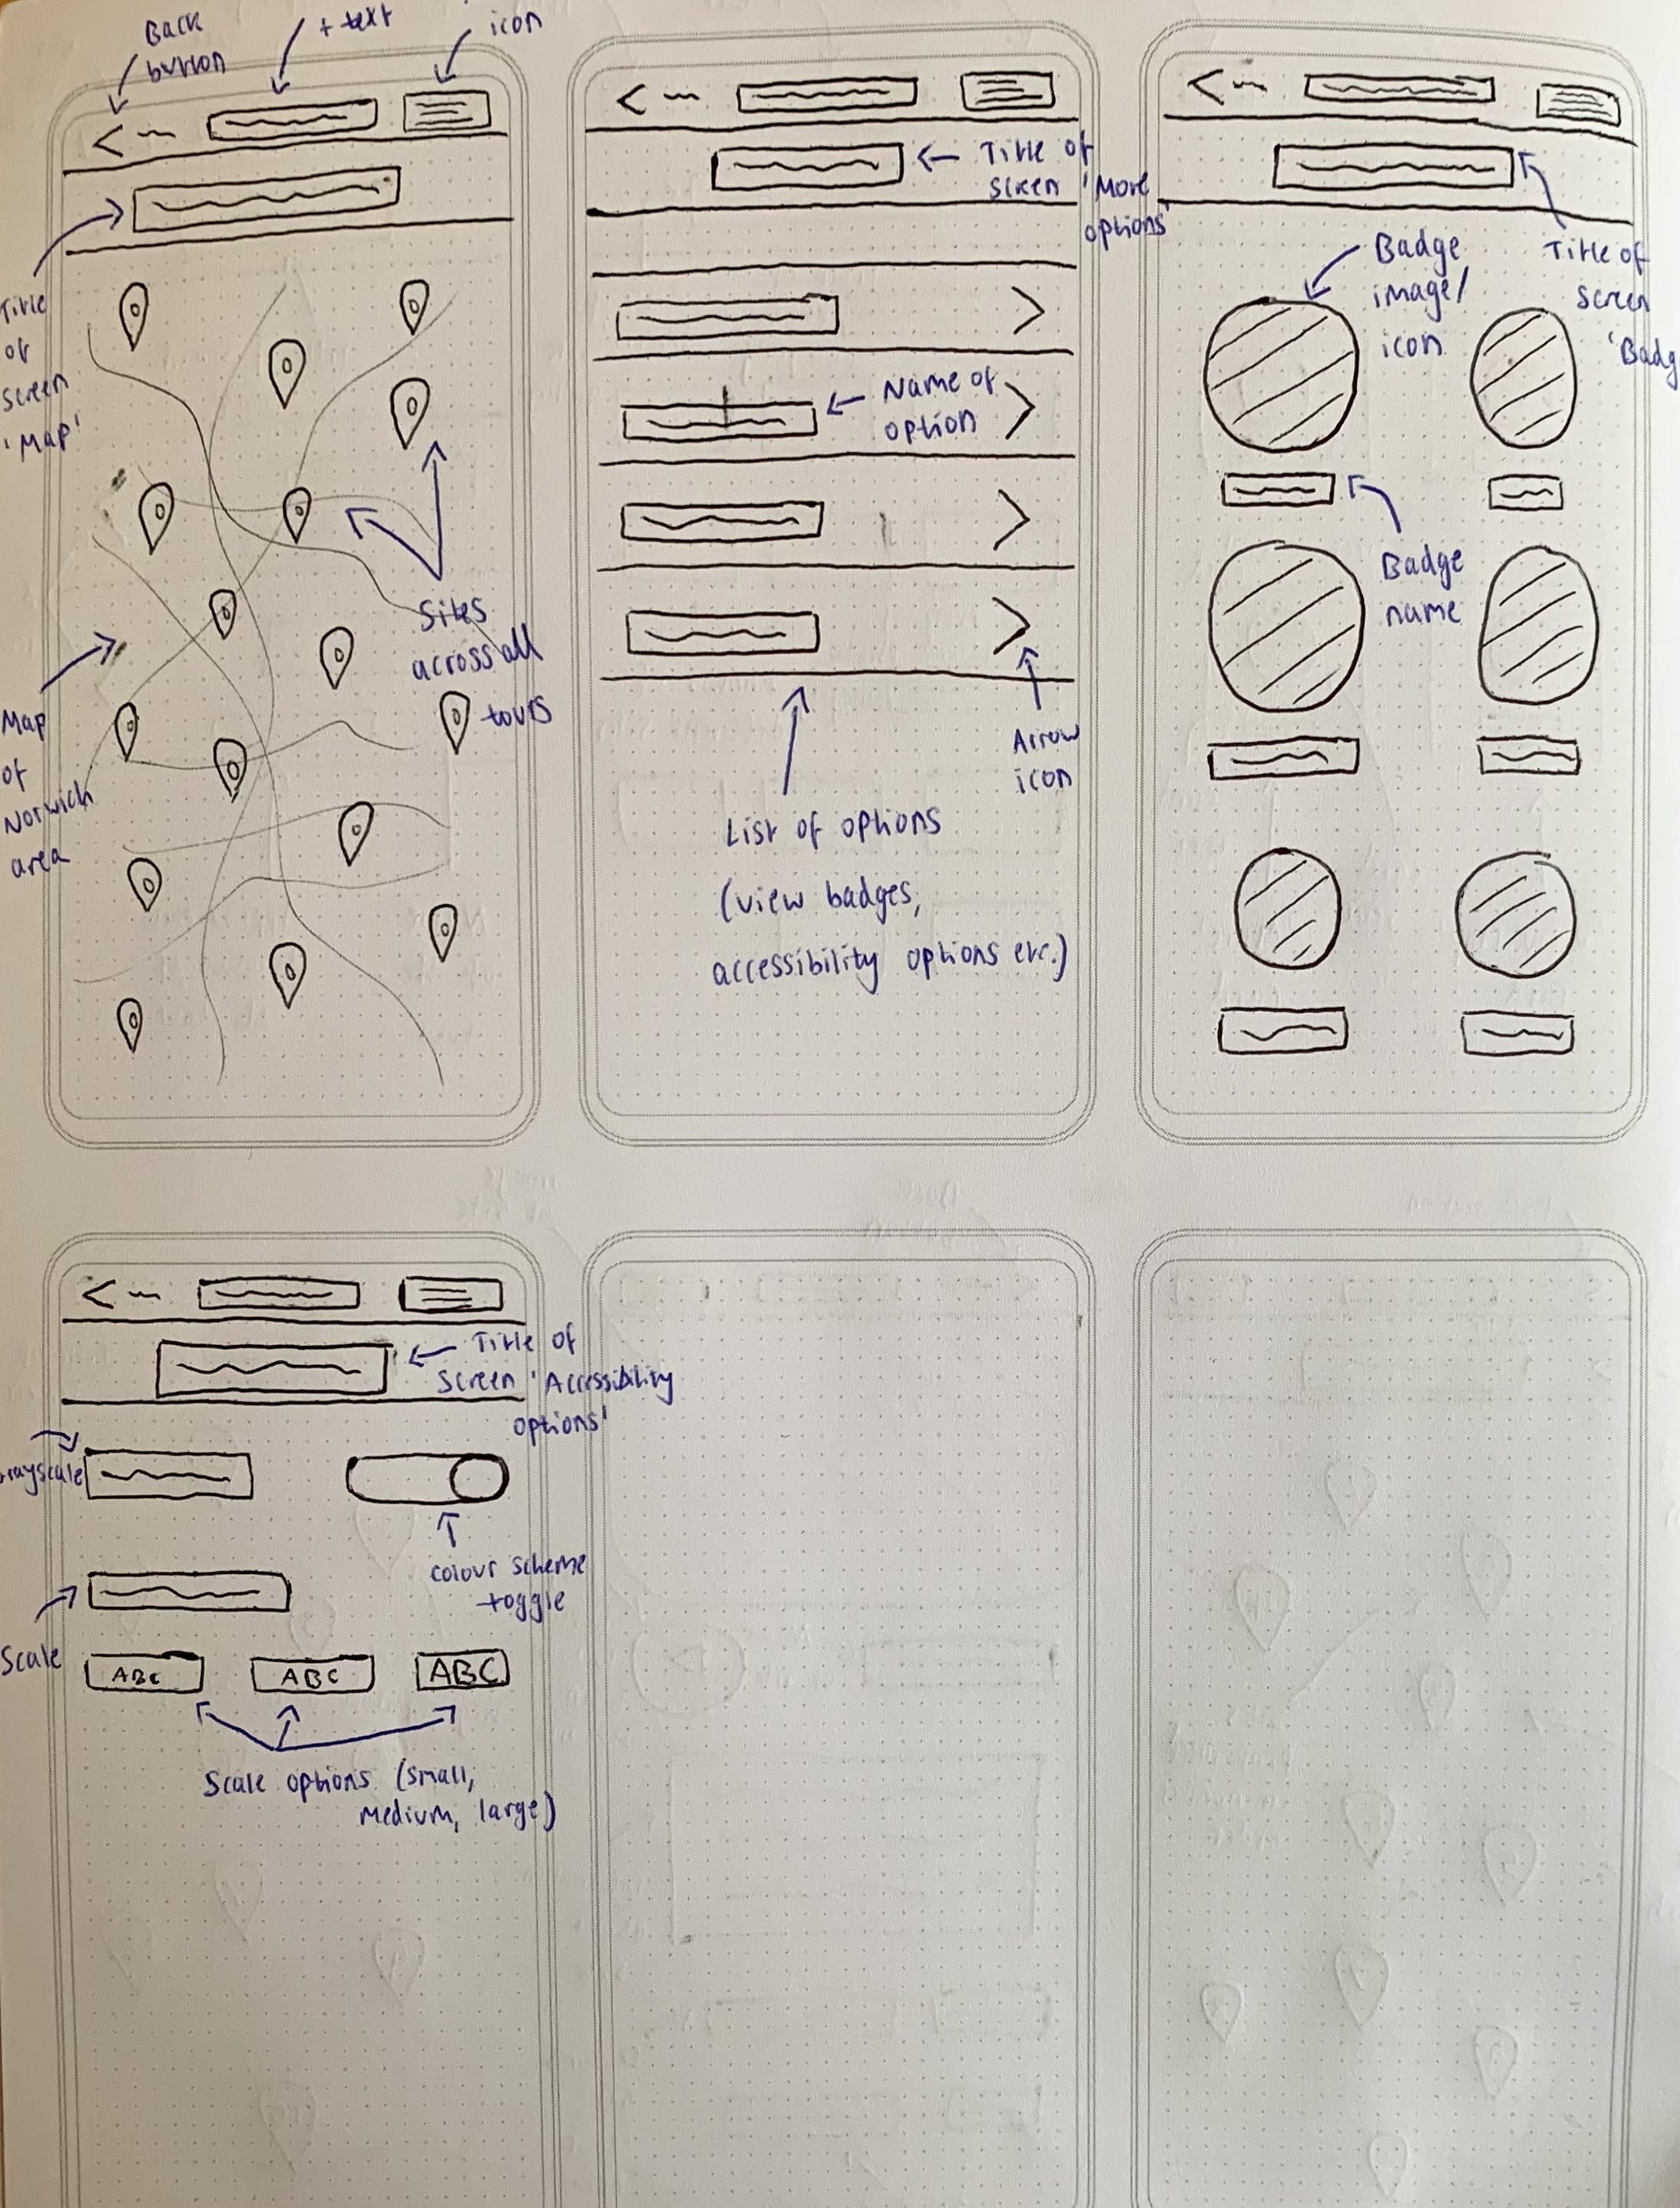 Back
button
+ text
icon
Title
of
screen
'Map'
Sites
across all
tours
Map
of
Norwich
area
Title of
screen 'More
options'
Name of
option
Arrow
icon
List of options
(view badges,
accessibility options etc.)
Badge
image/
icon
Title of
screen
'Badg
Badge
name
Title of
screen 'Accessibility
options'
rayscale
colour scheme
toggle
Scale
ABC
ABC
ABC
Scale options (small,
medium, large)